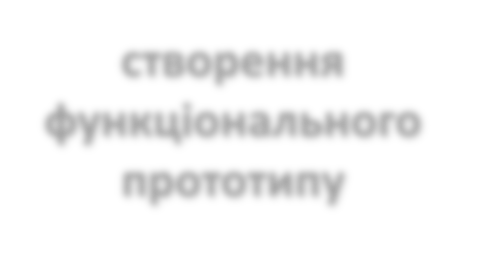 створення
функціонального
прототипу